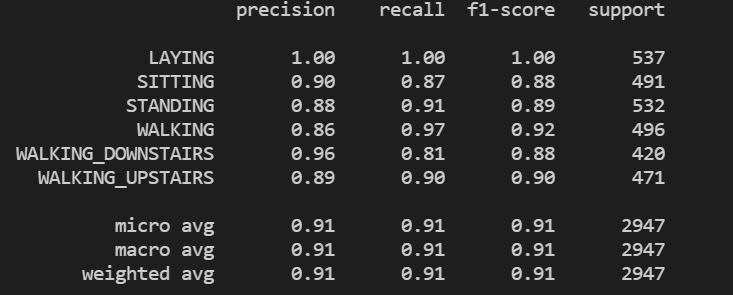 precision recall f1-score support
LAYING 1.00 1.00 1.00 537
SITTING 0.90 0.87 0.88 491
STANDING 0.88 0.91 0.89 532
WALKING 0.86 0.97 0.92 496
WALKING_DOWNSTAIRS 0.96 0.81 0.88 420
WALKING_UPSTAIRS 0.89 0.90 0.90 471
micro avg 0.91 0.91 0.91 2947
macro avg 0.91 0.91 0.91 2947
weighted avg 0.91 0.91 0.91 2947